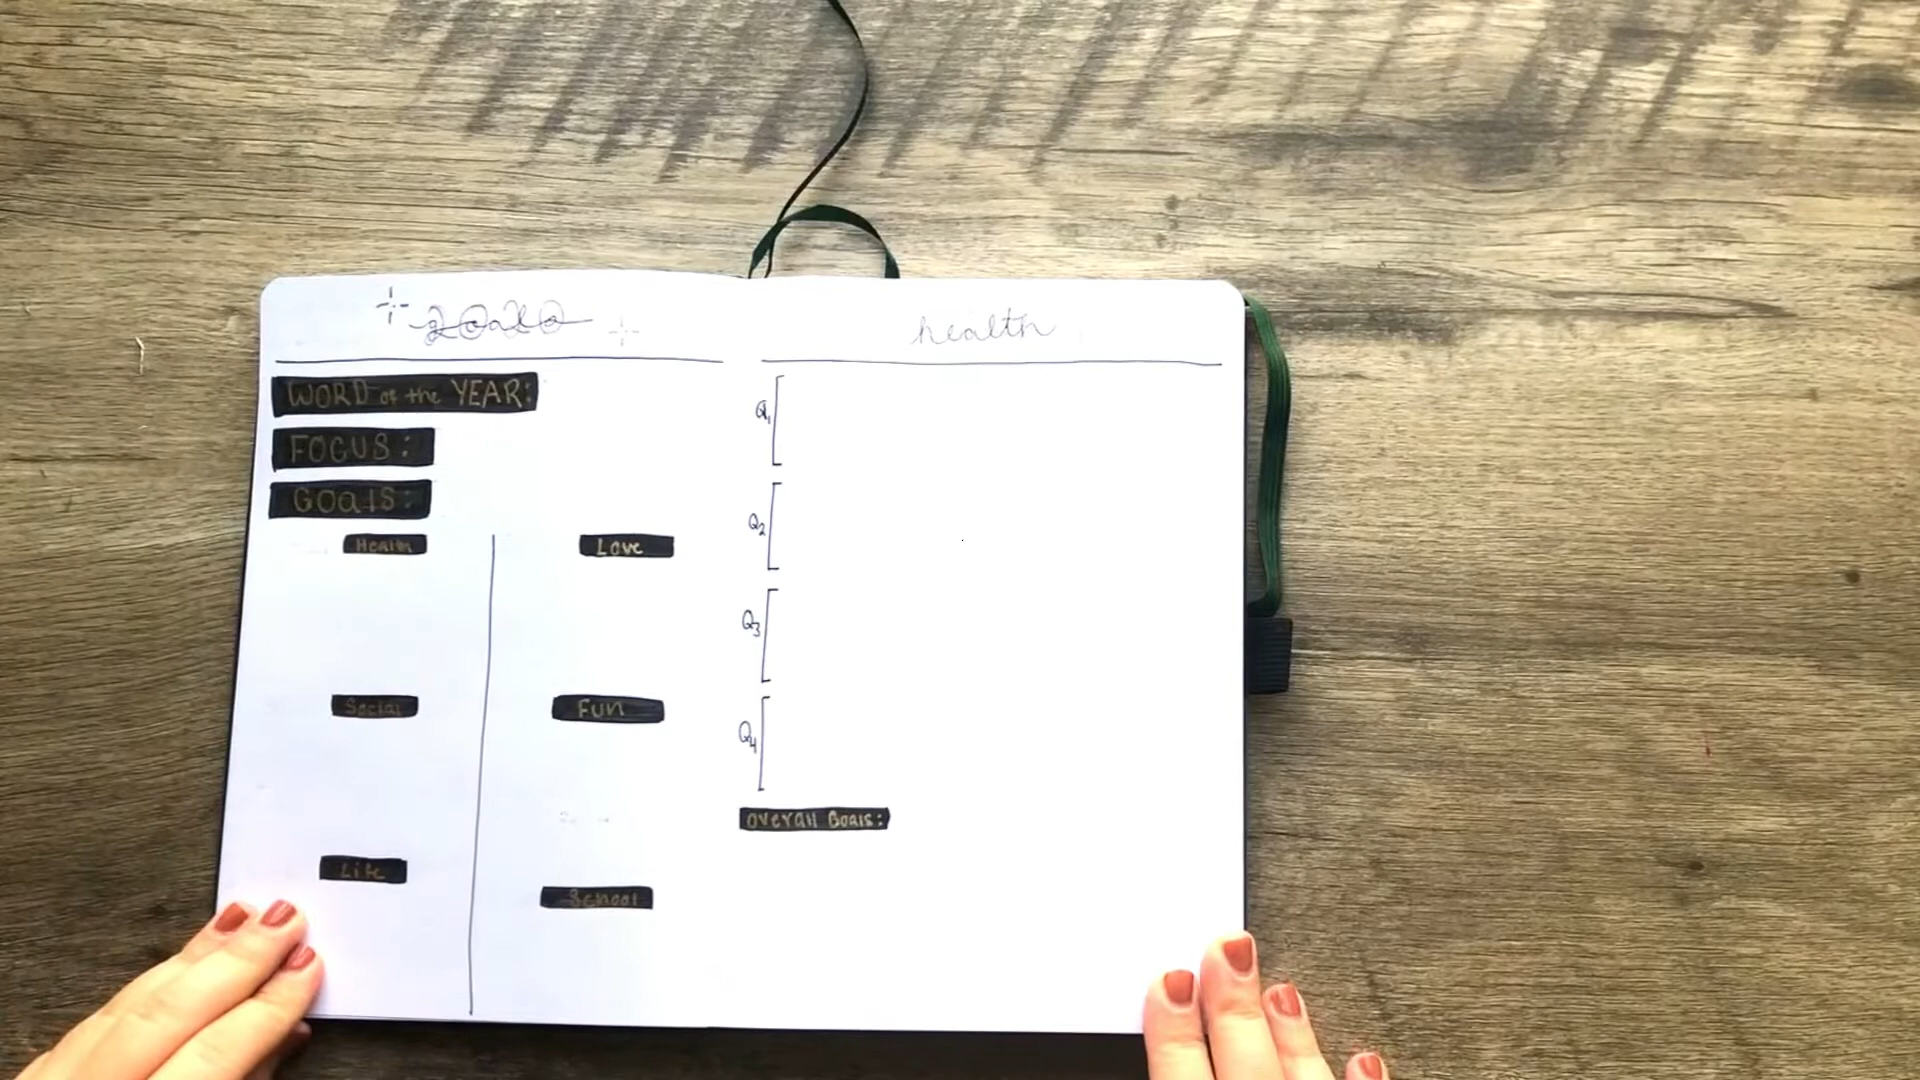 2020
WORD of the YEAR:
FOCUS:
GOals:
Health
Love
Social
Fun
Life
School
health
Q1
Q2
Q3
Q4
overall Goals: